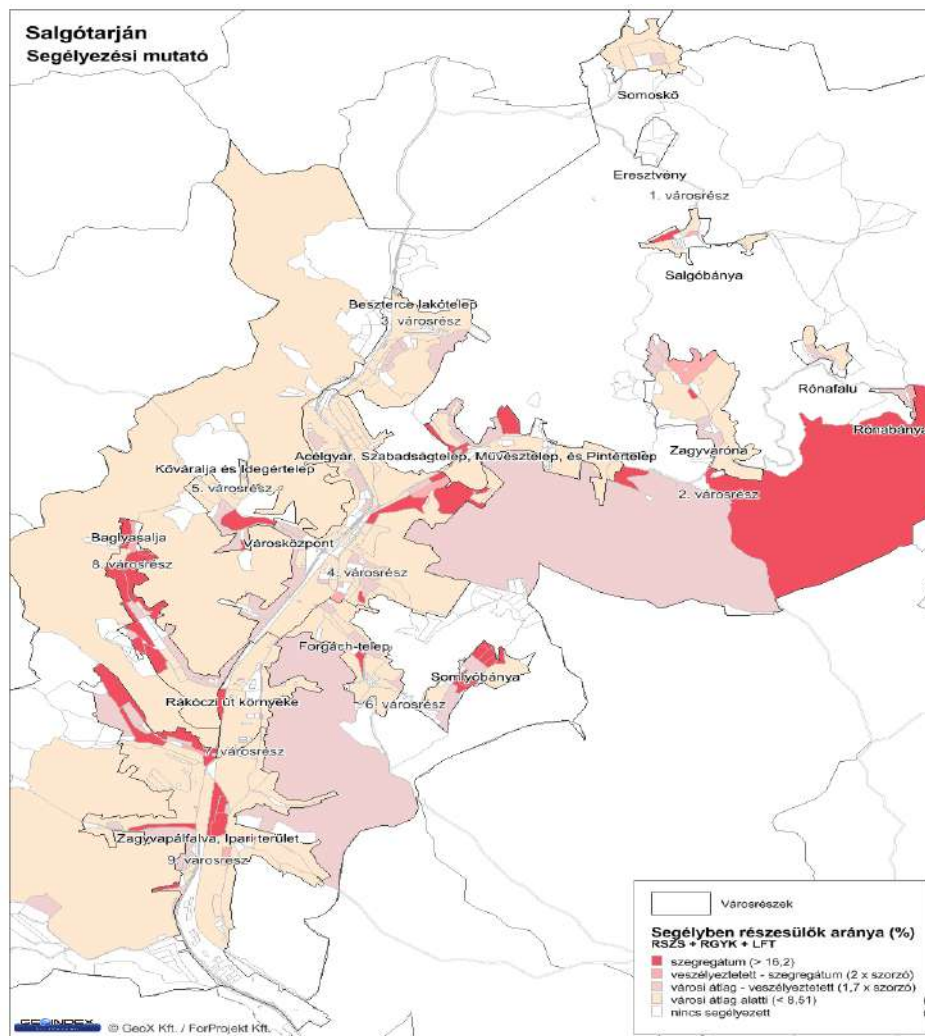 Salgótarján
Segélyezési mutató
Somoskő
Eresztvény
1. városrész
Salgóbánya
Beszterce lakótelep
3. városrész
Rónafalu
Rónabánya
Acélgyár, Szabadságtelep, Művésztelep, és Pintértelep
Zagyvaróna
Kőváralja és Idegértelep
5. városrész
2. városrész
Baglyasalja
Városközpont
8. városrész
4. városrész
Forgách-telep
Somlyóbánya
Rákóczi út környéke
6. városrész
7. városrész
Zagyvapálfalva, Ipari terület
9. városrész
Városrészek
Segélyben részesülők aránya (%)
RSZS + RGYK + LFT
szegregátum (> 16,2)
veszélyeztetett - szegregátum (2 x szorzó)
városi átlag - veszélyeztetett (1,7 x szorzó)
városi átlag alatti (< 8,51)
nincs segélyezett
GEOINDEX
© GeoX Kft. / ForProjekt Kft.